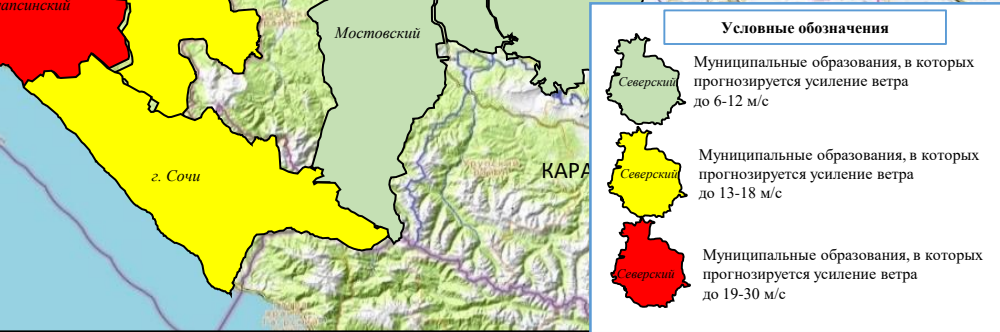 апсинский
Мостовский
г. Сочи
КАРА
Условные обозначения
Северский
Муниципальные образования, в которых
прогнозируется усиление ветра
до 6-12 м/с
Северский
Муниципальные образования, в которых
прогнозируется усиление ветра
до 13-18 м/с
Северский
Муниципальные образования, в которых
прогнозируется усиление ветра
до 19-30 м/с